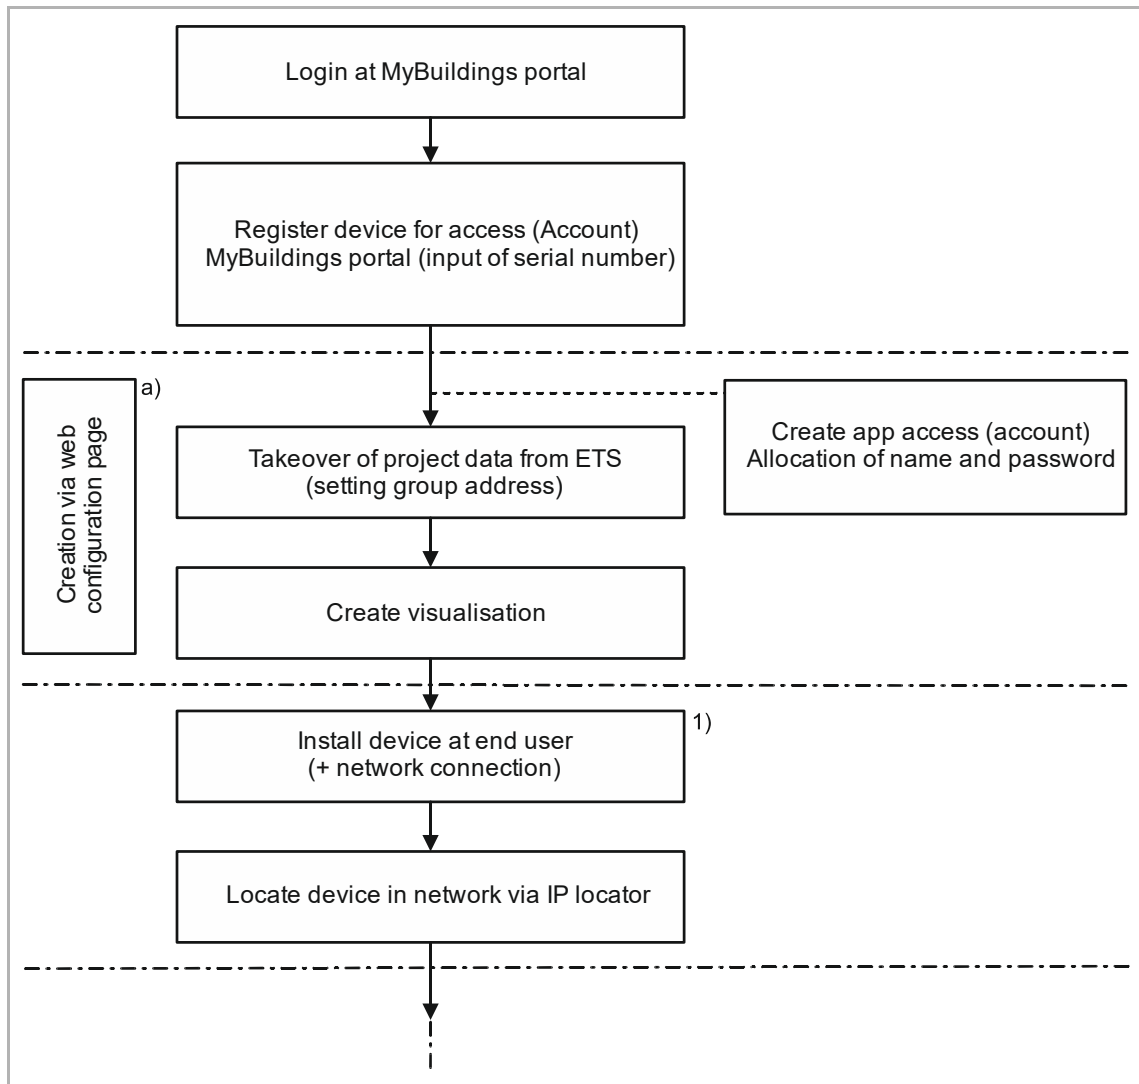 Login at MyBuildings portal
Register device for access (Account)
MyBuildings portal (input of serial number)
Creation via web
configuration page
a)
Create app access (account)
Allocation of name and password
Takeover of project data from ETS
(setting group address)
Create visualisation
Install device at end user
(+ network connection)
1)
Locate device in network via IP locator